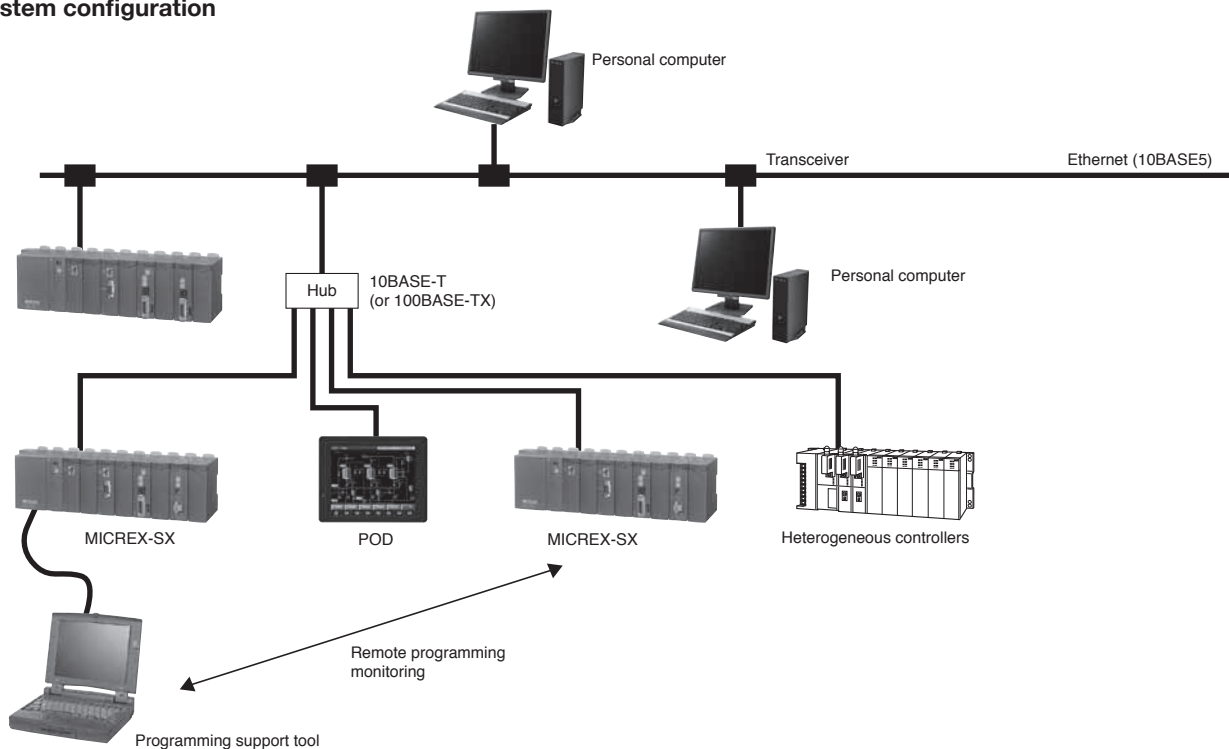 stem configuration
Personal computer
Transceiver
Ethernet (10BASE5)
Personal computer
Hub
10BASE-T
(or 100BASE-TX)
MICREX-SX
POD
MICREX-SX
Heterogeneous controllers
Remote programming
monitoring
Programming support tool